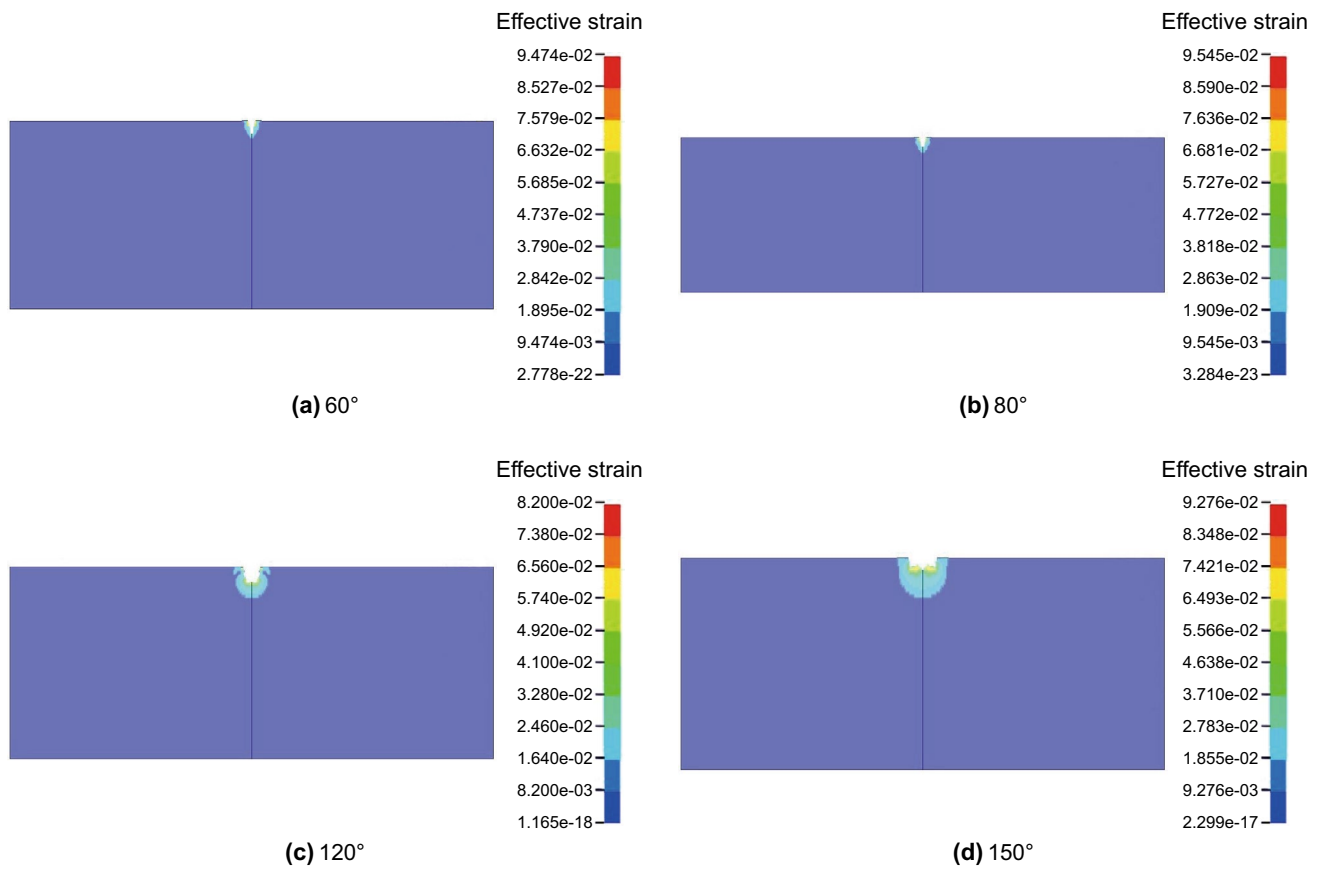 Effective strain
9.474e-02
8.527e-02
7.579e-02
6.632e-02
5.685e-02
4.737e-02
3.790e-02
2.842e-02
1.895e-02
9.474e-03
2.778e-22
(a) 60°
Effective strain
9.545e-02
8.590e-02
7.636e-02
6.681e-02
5.727e-02
4.772e-02
3.818e-02
2.863e-02
1.909e-02
9.545e-03
3.284e-23
(b) 80°
Effective strain
8.200e-02
7.380e-02
6.560e-02
5.740e-02
4.920e-02
4.100e-02
3.280e-02
2.460e-02
1.640e-02
8.200e-03
1.165e-18
(c) 120°
Effective strain
9.276e-02
8.348e-02
7.421e-02
6.493e-02
5.566e-02
4.638e-02
3.710e-02
2.783e-02
1.855e-02
9.276e-03
2.299e-17
(d) 150°